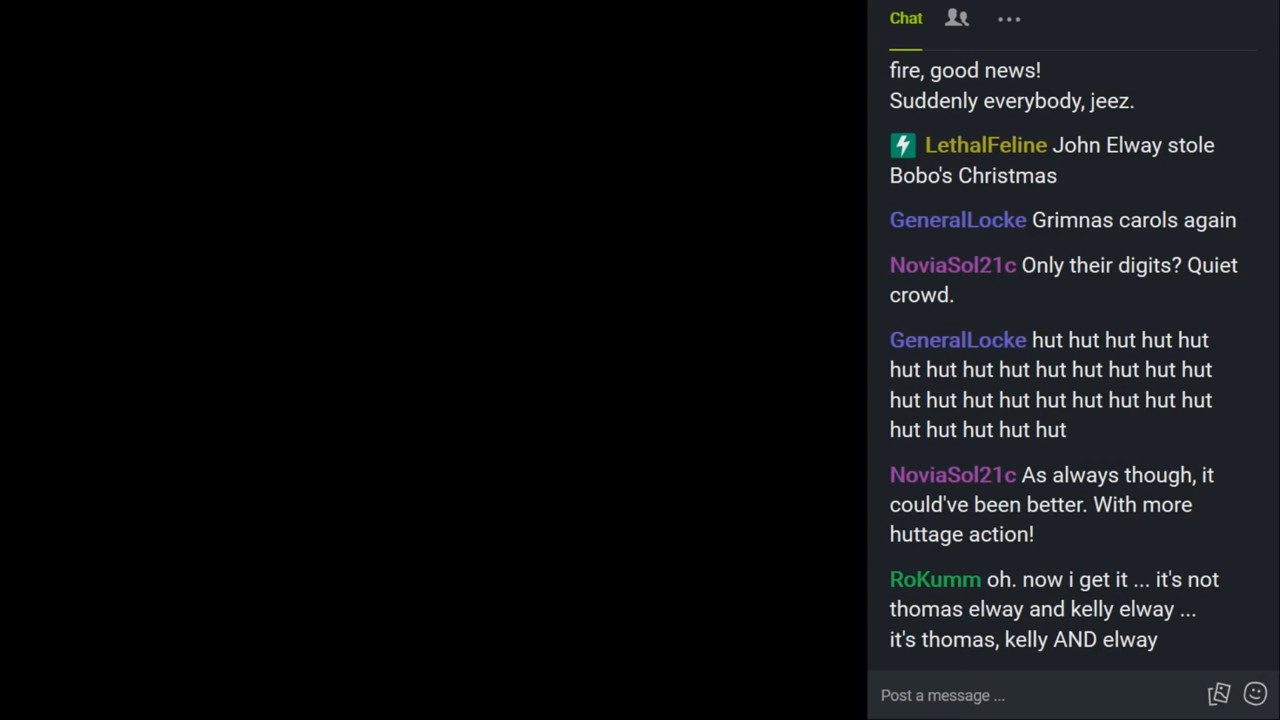 Chat
fire, good news!
Suddenly everybody, jeez.
LethalFeline John Elway stole
Bobo's Christmas
GeneralLocke Grimnas carols again
NoviaSol21c Only their digits? Quiet
crowd.
GeneralLocke hut hut hut hut hut
hut hut hut hut hut hut hut hut hut
hut hut hut hut hut hut hut hut hut
hut hut hut hut hut
NoviaSol21c As always though, it
could've been better. With more
huttage action!
RoKumm oh. now i get it ... it's not
thomas elway and kelly elway ...
it's thomas, kelly AND elway
Post a message ...